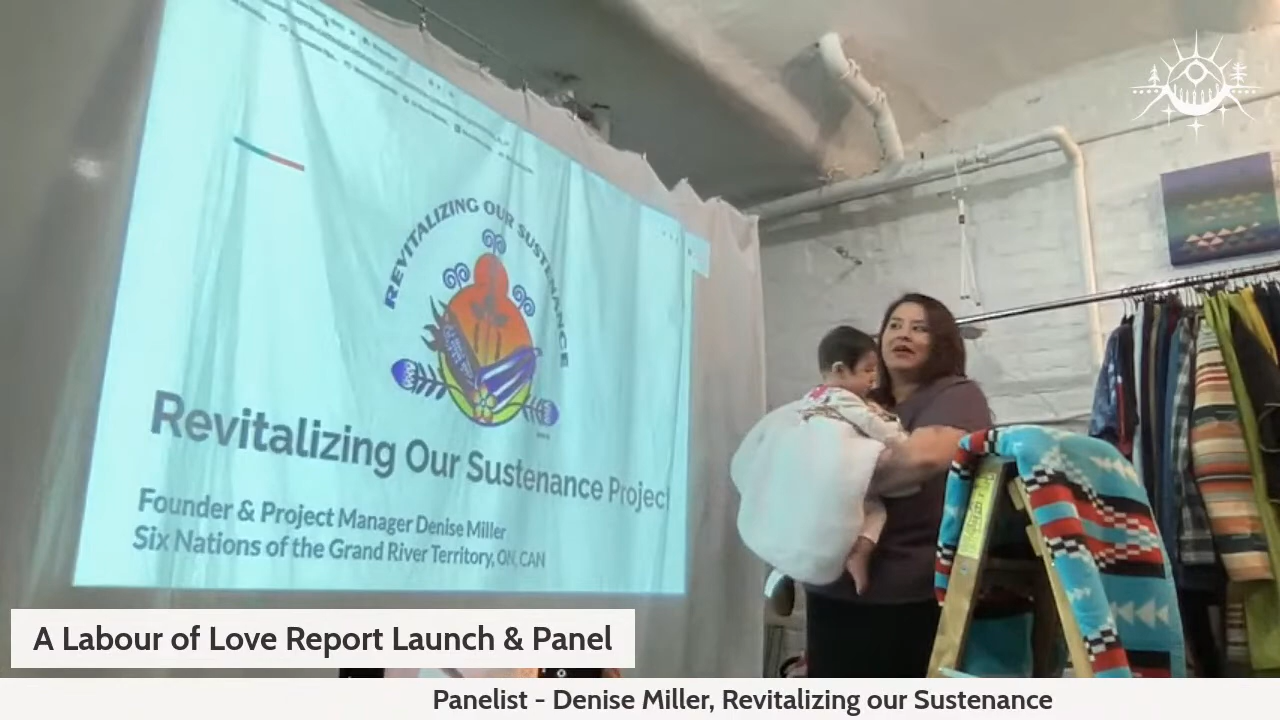 REVITALIZING OUR SUSTENANCE
Revitalizing Our Sustenance Project
Founder & Project Manager Denise Miller
Six Nations of the Grand River Territory, ON, CAN
A Labour of Love Report Launch & Panel
Panelist - Denise Miller, Revitalizing our Sustenance